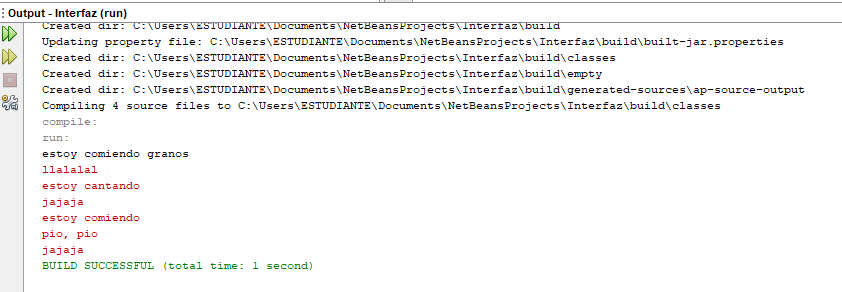 Output - Interfaz (run)
Created dir: C:\Users\ESTUDIANTE\Documents\NetBeansProjects\Interfaz\build
Updating property file: C:\Users\ESTUDIANTE\Documents\NetBeansProjects\Interfaz\build\built-jar.properties
Created dir: C:\Users\ESTUDIANTE\Documents\NetBeansProjects\Interfaz\build\classes
Created dir: C:\Users\ESTUDIANTE\Documents\NetBeansProjects\Interfaz\build\empty
Created dir: C:\Users\ESTUDIANTE\Documents\NetBeansProjects\Interfaz\build\generated-sources\ap-source-output
Compiling 4 source files to C:\Users\ESTUDIANTE\Documents\NetBeansProjects\Interfaz\build\classes
compile:
run:
estoy comiendo granos
llalalal
estoy cantando
jajaja
estoy comiendo
pio, pio
jajaja
BUILD SUCCESSFUL (total time: 1 second)